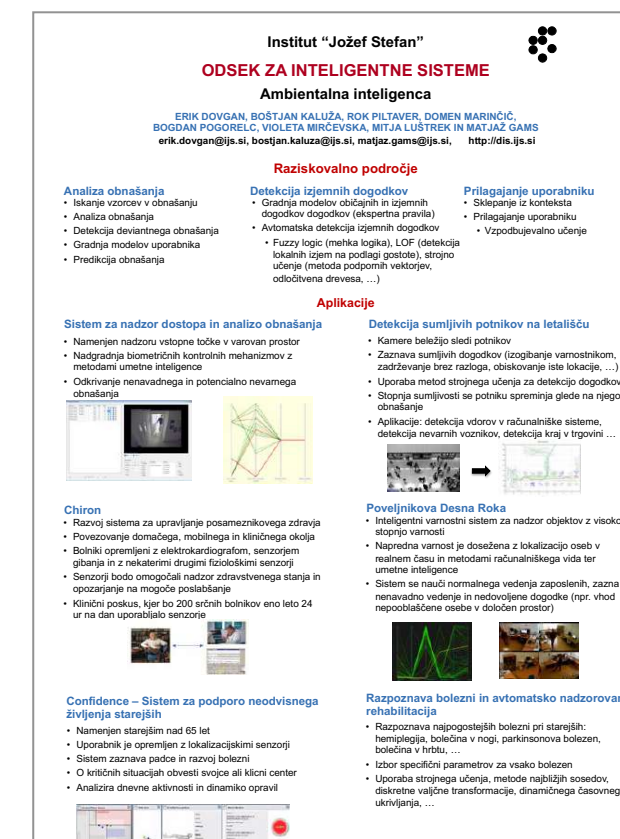 Institut “Jožef Stefan”
ODSEK ZA INTELIGENTNE SISTEME
Ambientalna inteligenca
ERIK DOVGAN, BOŠTJAN KALUŽA, ROK PILTAVER, DOMEN MARINČIČ,
BOGDAN POGORELC, VIOLETA MIRČEVSKA, MITJA LUŠTREK IN MATJAŽ GAMS
erik.dovgan@ijs.si, bostjan.kaluza@ijs.si, matjaz.gams@ijs.si, http://dis.ijs.si
Raziskovalno področje
Analiza obnašanja
• Iskanje vzorcev v obnašanju
• Analiza obnašanja
• Detekcija deviantnega obnašanja
• Gradnja modelov uporabnika
• Predikcija obnašanja
Detekcija izjemnih dogodkov
• Gradnja modelov običajnih in izjemnih
dogodkov dogodkov (ekspertna pravila)
• Avtomatska detekcija izjemnih dogodkov
• Fuzzy logic (mehka logika), LOF (detekcija
lokalnih izjem na podlagi gostote), strojno
učenje (metoda podpornih vektorjev,
odločitvena drevesa, …)
Prilagajanje uporabniku
• Sklepanje iz konteksta
• Prilagajanje uporabniku
• Vzpodbujevalno učenje
Aplikacije
Sistem za nadzor dostopa in analizo obnašanja
• Namenjen nadzoru vstopne točke v varovan prostor
• Nadgradnja biometričnih kontrolnih mehanizmov z
metodami umetne inteligence
• Odkrivanje nenavadnega in potencialno nevarnega
obnašanja
Detekcija sumljivih potnikov na letališču
• Kamere beležijo sledi potnikov
• Zaznava sumljivih dogodkov (izogibanje varnostnikom,
zadrževanje brez razloga, obiskovanje iste lokacije, …)
• Uporaba metod strojnega učenja za detekcijo dogodkov
• Stopnja sumljivosti se potniku spreminja glede na njego
obnašanje
• Aplikacije: detekcija vdorov v računalniške sisteme,
detekcija nevarnih voznikov, detekcija kraj v trgovini …
Chiron
• Razvoj sistema za upravljanje posameznikovega zdravja
• Povezovanje domačega, mobilnega in kliničnega okolja
• Bolniki opremljeni z elektrokardiografom, senzorjem
gibanja in z nekaterimi drugimi fiziološkimi senzorji
• Senzorji bodo omogočali nadzor zdravstvenega stanja in
opozarjanje na mogoče poslabšanje
• Klinični poskus, kjer bo 200 srčnih bolnikov eno leto 24
ur na dan uporabljalo senzorje
Poveljnikova Desna Roka
• Inteligentni varnostni sistem za nadzor objektov z visoko
stopnjo varnosti
• Napredna varnost je dosežena z lokalizacijo oseb v
realnem času in metodami računalniškega vida ter
umetne inteligence
• Sistem se nauči normalnega vedenja zaposlenih, zazna
nenavadno vedenje in nedovoljene dogodke (npr. vhod
nepooblaščene osebe v določen prostor)
Confidence – Sistem za podporo neodvisnega
življenja starejših
• Namenjen starejšim nad 65 let
• Uporabnik je opremljen z lokalizacijskimi senzorji
• Sistem zaznava padce in razvoj bolezni
• O kritičnih situacijah obvesti svojce ali klicni center
• Analizira dnevne aktivnosti in dinamiko opravil
Razpoznava bolezni in avtomatsko nadzorovan
rehabilitacija
• Razpoznava najpogostejših bolezni pri starejših:
hemiplegija, bolečina v nogi, parkinsonova bolezen,
bolečina v hrbtu, …
• Izbor specifični parametrov za vsako bolezen
• Uporaba strojnega učenja, metode najbližjih sosedov,
diskretne valjčne transformacije, dinamičnega časovneg
ukrivljanja, …